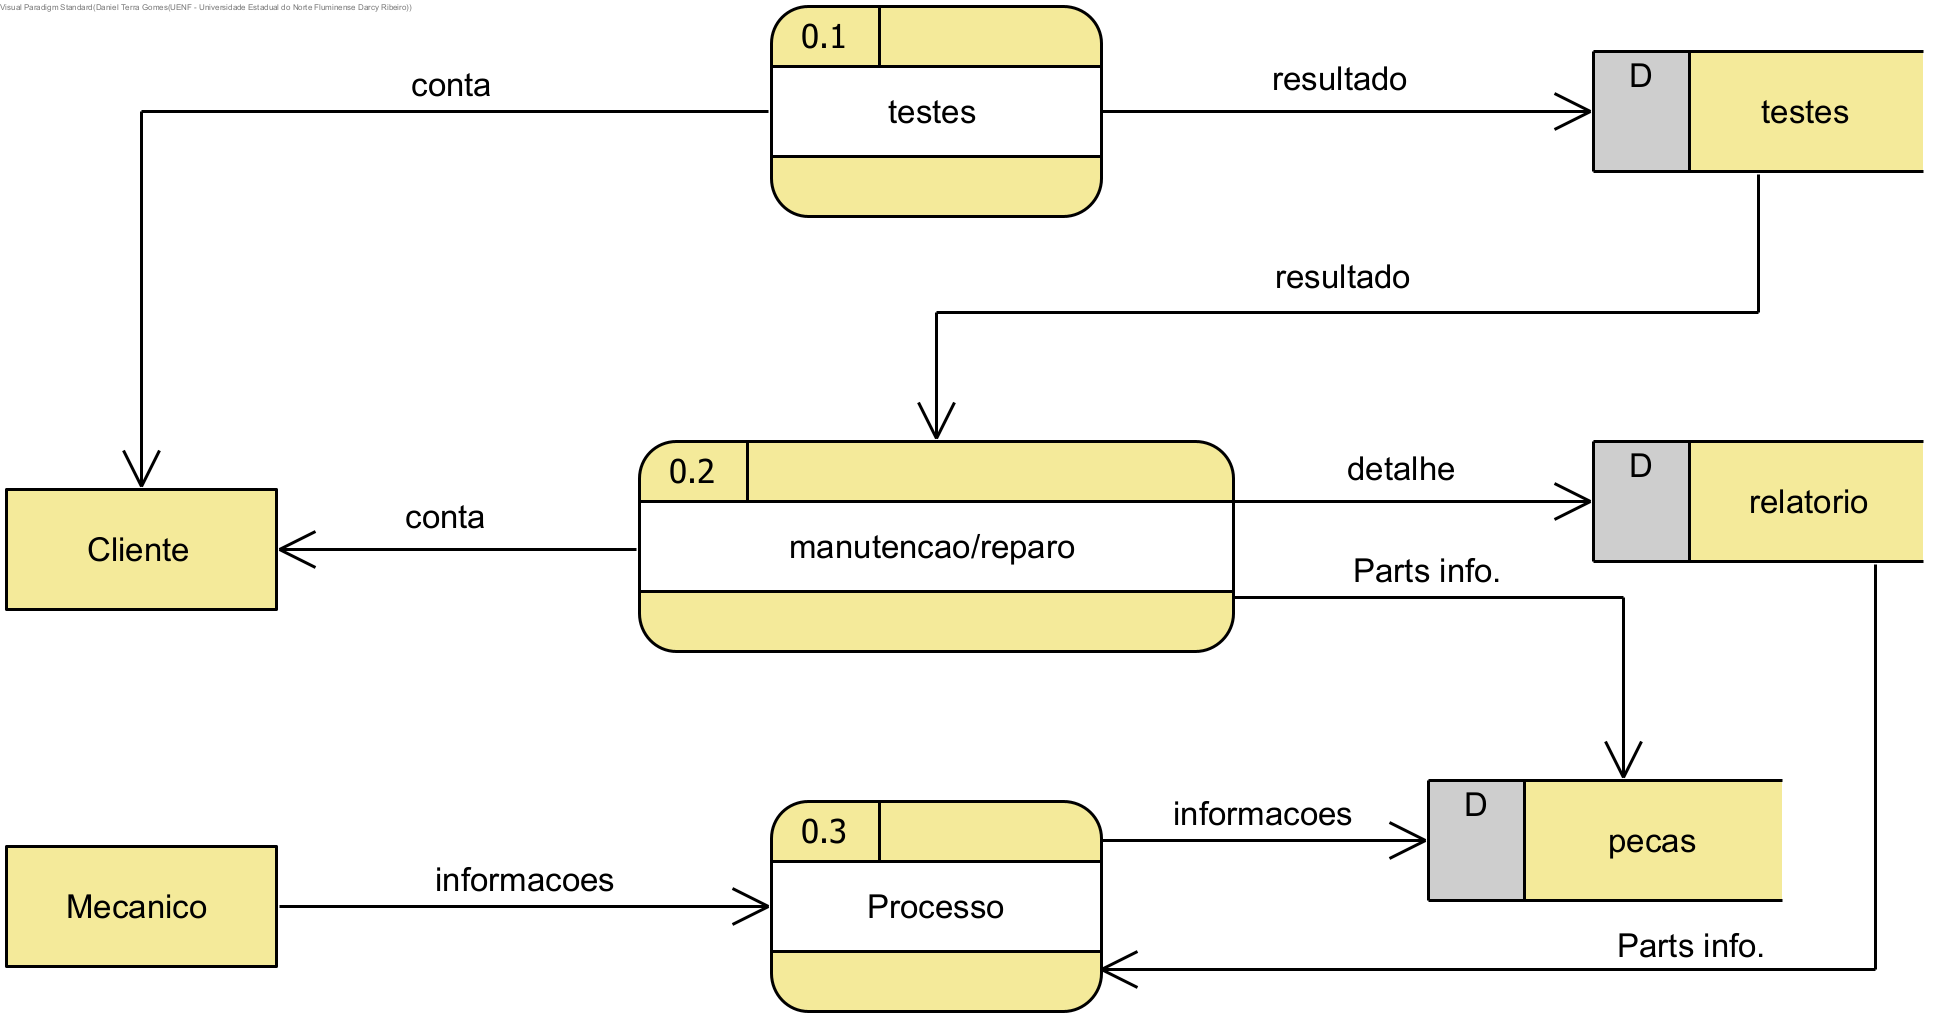 Visual Paradigm Standard(Daniel Terra Gomes(UENF - Universidade Estadual do Norte Fluminense Darcy Ribeiro))
0.1
testes
conta
resultado
D
testes
resultado
0.2
manutencao/reparo
detalhe
D
relatorio
conta
Cliente
Parts info.
0.3
Processo
informacoes
D
pecas
Mecanico
informacoes
Parts info.